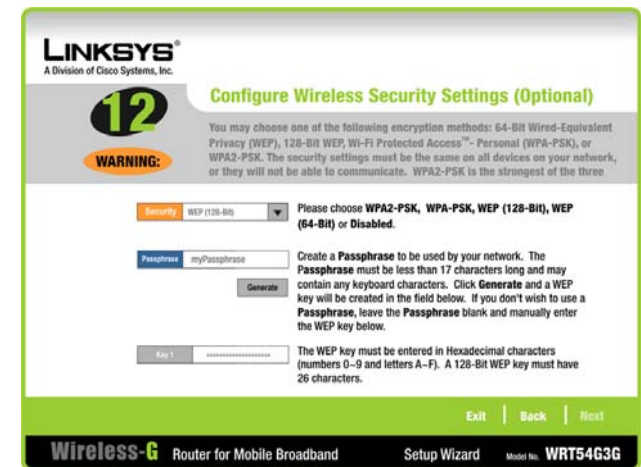 LINKSYS®
A Division of Cisco Systems, Inc.
12
Configure Wireless Security Settings (Optional)
WARNING:
You may choose one of the following encryption methods: 64-Bit Wired-Equivalent
Privacy (WEP), 128-Bit WEP, Wi-Fi Protected Access™- Personal (WPA-PSK), or
WPA2-PSK. The security settings must be the same on all devices on your network,
or they will not be able to communicate. WPA2-PSK is the strongest of the three
Security WEP (128-Bit)
Please choose WPA2-PSK, WPA-PSK, WEP (128-Bit), WEP
(64-Bit) or Disabled.
Passphrase myPassphrase
Generate
Create a Passphrase to be used by your network. The
Passphrase must be less than 17 characters long and may
contain any keyboard characters. Click Generate and a WEP
key will be created in the field below. If you don't wish to use a
Passphrase, leave the Passphrase blank and manually enter
the WEP key below.
Key 1
The WEP key must be entered in Hexadecimal characters
(numbers 0~9 and letters A~F). A 128-Bit WEP key must have
26 characters.
Exit Back Next
Wireless-G Router for Mobile Broadband Setup Wizard Model No. WRT54G3G